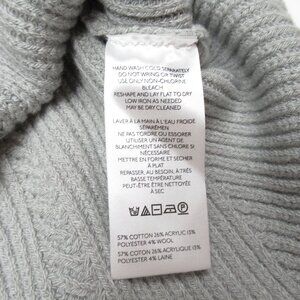 HAND WASH COLD SEPARATELY
DO NOT WRING OR TWIST
USE ONLY NON-CHLORINE
BLEACH
RESHAPE AND LAY FLAT TO DRY
LOW IRON AS NEEDED
MAY BE DRY CLEANED
LAVER À LA MAIN À L'EAU FROIDE
SÉPARÉMEN
NE PAS TORDRE OU ESSORER
UTILISER UN AGENT DE
BLANCHIMENT SANS CHLORE SI
NÉCESSAIRE
METTRE EN FORME ET SÉCHER
À PLAT
REPASSER, AU BESOIN, À TRÈS
BASSE TEMPÉRATURE
PEUT-ÊTRE ÊTRE NETTOYÉE
À SEC
57% COTTON 26% ACRYLIC 13%
POLYESTER 4% WOOL
57% COTON 26% ACRYLIQUE 13%
POLYESTER 4% LAINE